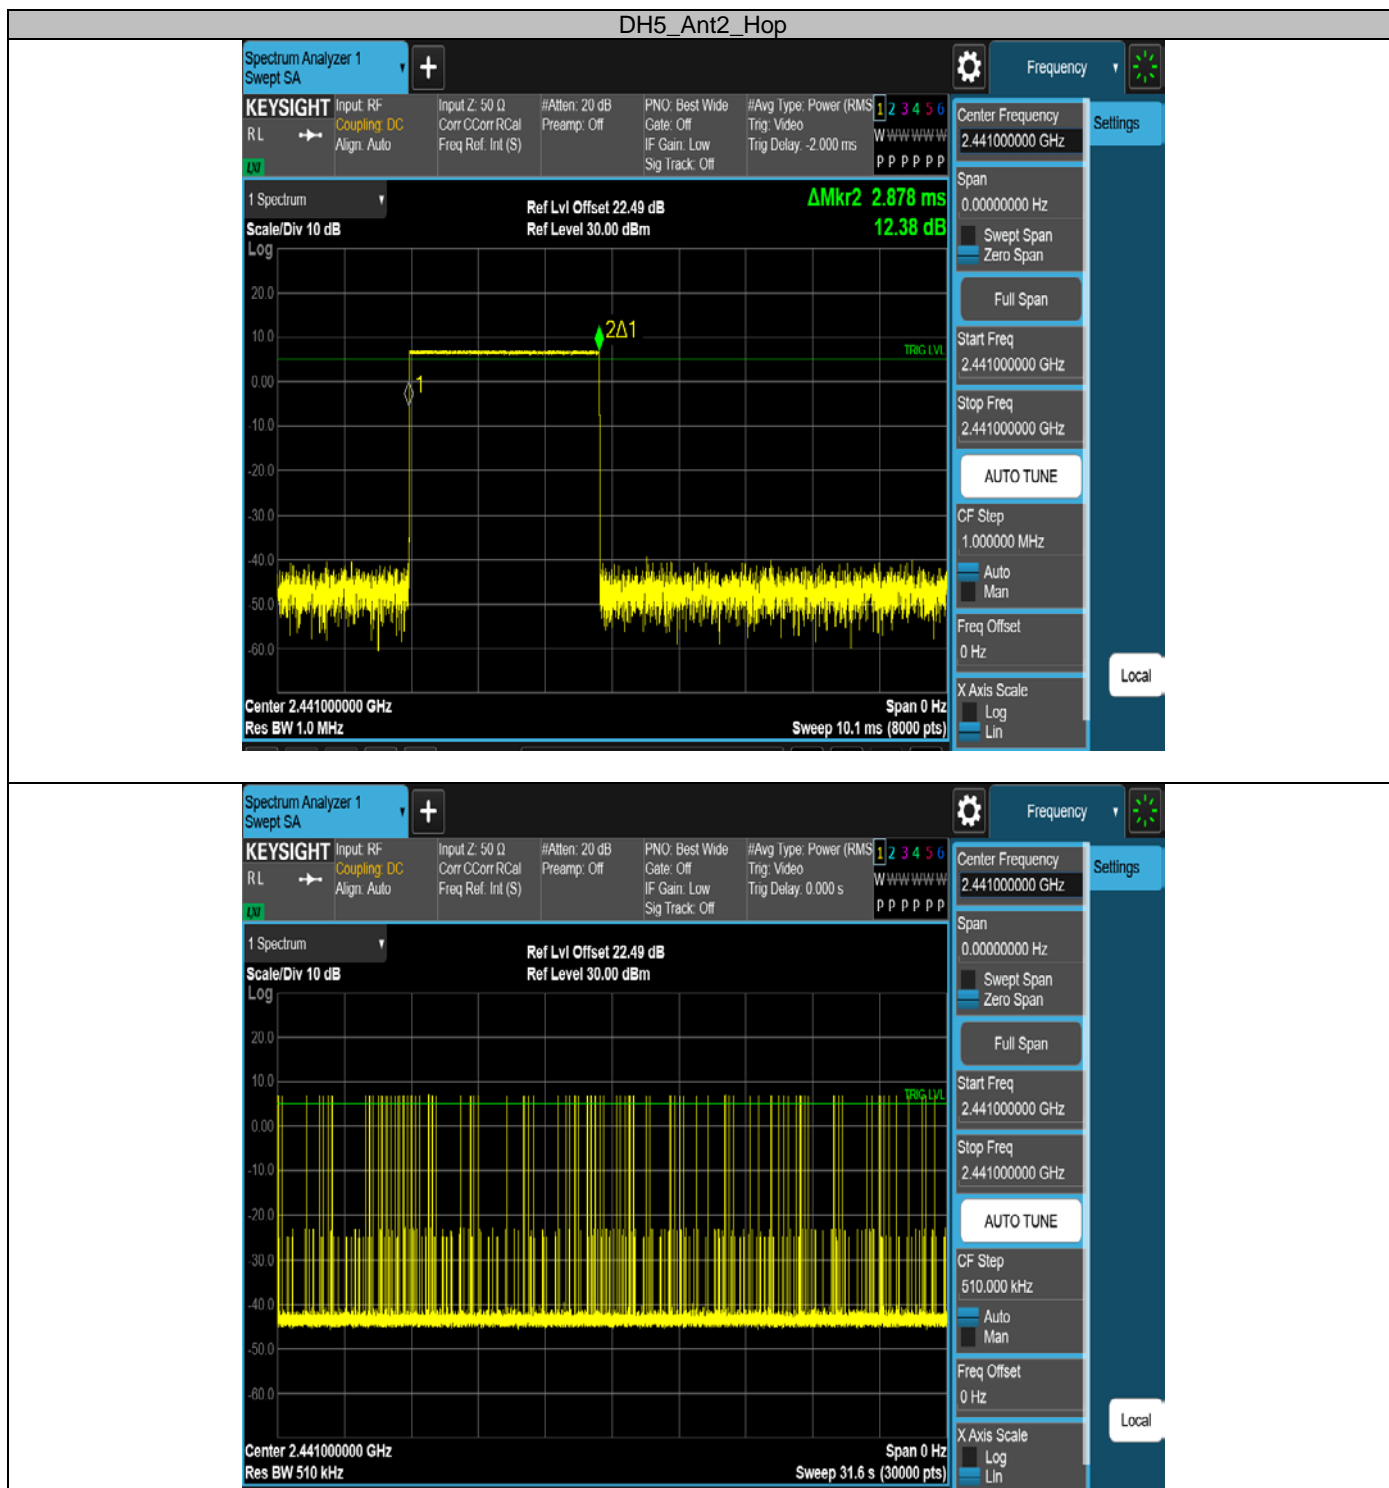 DH5_Ant2_Hop
Spectrum Analyzer 1
Swept SA
+
Frequency
KEYSIGHT
RL
LXI
Input: RF
Coupling: DC
Align: Auto
Input Z: 50 Ω
Corr CCorr RCal
Freq Ref: Int (S)
#Atten: 20 dB
Preamp: Off
PNO: Best Wide
Gate: Off
IF Gain: Low
Sig Track: Off
#Avg Type: Power (RMS
Trig: Video
Trig Delay: -2.000 ms
1 2 3 4 5 6
W W W W W W
P P P P P P
1 Spectrum
Scale/Div 10 dB
Log
Ref Lvl Offset 22.49 dB
Ref Level 30.00 dBm
ΔMkr2 2.878 ms
12.38 dB
20.0
10.0
0.00
-10.0
-20.0
-30.0
-40.0
-50.0
-60.0
2Δ1
1
TRIG LVL
Center 2.441000000 GHz
Res BW 1.0 MHz
Span 0 Hz
Sweep 10.1 ms (8000 pts)
Center Frequency
2.441000000 GHz
Settings
Span
0.00000000 Hz
Swept Span
Zero Span
Full Span
Start Freq
2.441000000 GHz
Stop Freq
2.441000000 GHz
AUTO TUNE
CF Step
1.000000 MHz
Auto
Man
Freq Offset
0 Hz
X Axis Scale
Log
Lin
Local
Spectrum Analyzer 1
Swept SA
+
Frequency
KEYSIGHT
RL
LXI
Input: RF
Coupling: DC
Align: Auto
Input Z: 50 Ω
Corr CCorr RCal
Freq Ref: Int (S)
#Atten: 20 dB
Preamp: Off
PNO: Best Wide
Gate: Off
IF Gain: Low
Sig Track: Off
#Avg Type: Power (RMS
Trig: Video
Trig Delay: 0.000 s
1 2 3 4 5 6
W W W W W W
P P P P P P
1 Spectrum
Scale/Div 10 dB
Log
Ref Lvl Offset 22.49 dB
Ref Level 30.00 dBm
20.0
10.0
0.00
-10.0
-20.0
-30.0
-40.0
-50.0
-60.0
TRIG LVL
Center 2.441000000 GHz
Res BW 510 kHz
Span 0 Hz
Sweep 31.6 s (30000 pts)
Center Frequency
2.441000000 GHz
Settings
Span
0.00000000 Hz
Swept Span
Zero Span
Full Span
Start Freq
2.441000000 GHz
Stop Freq
2.441000000 GHz
AUTO TUNE
CF Step
510.000 kHz
Auto
Man
Freq Offset
0 Hz
X Axis Scale
Log
Lin
Local